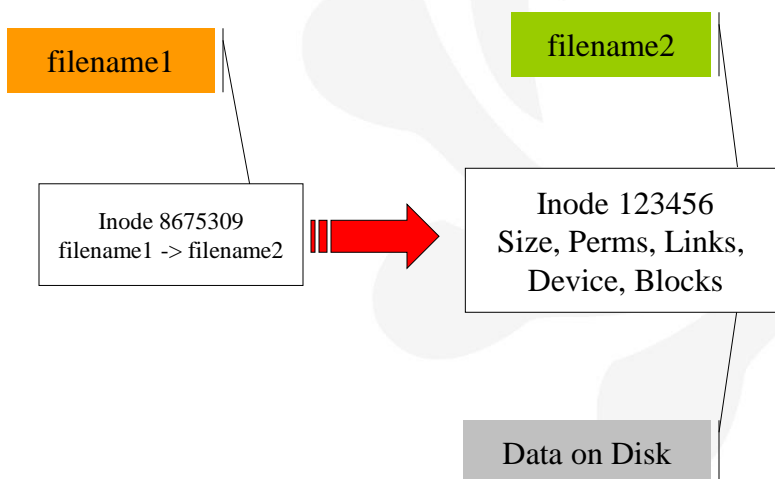 filename1
filename2
Inode 8675309
filename1 -> filename2
Inode 123456
Size, Perms, Links,
Device, Blocks
Data on Disk